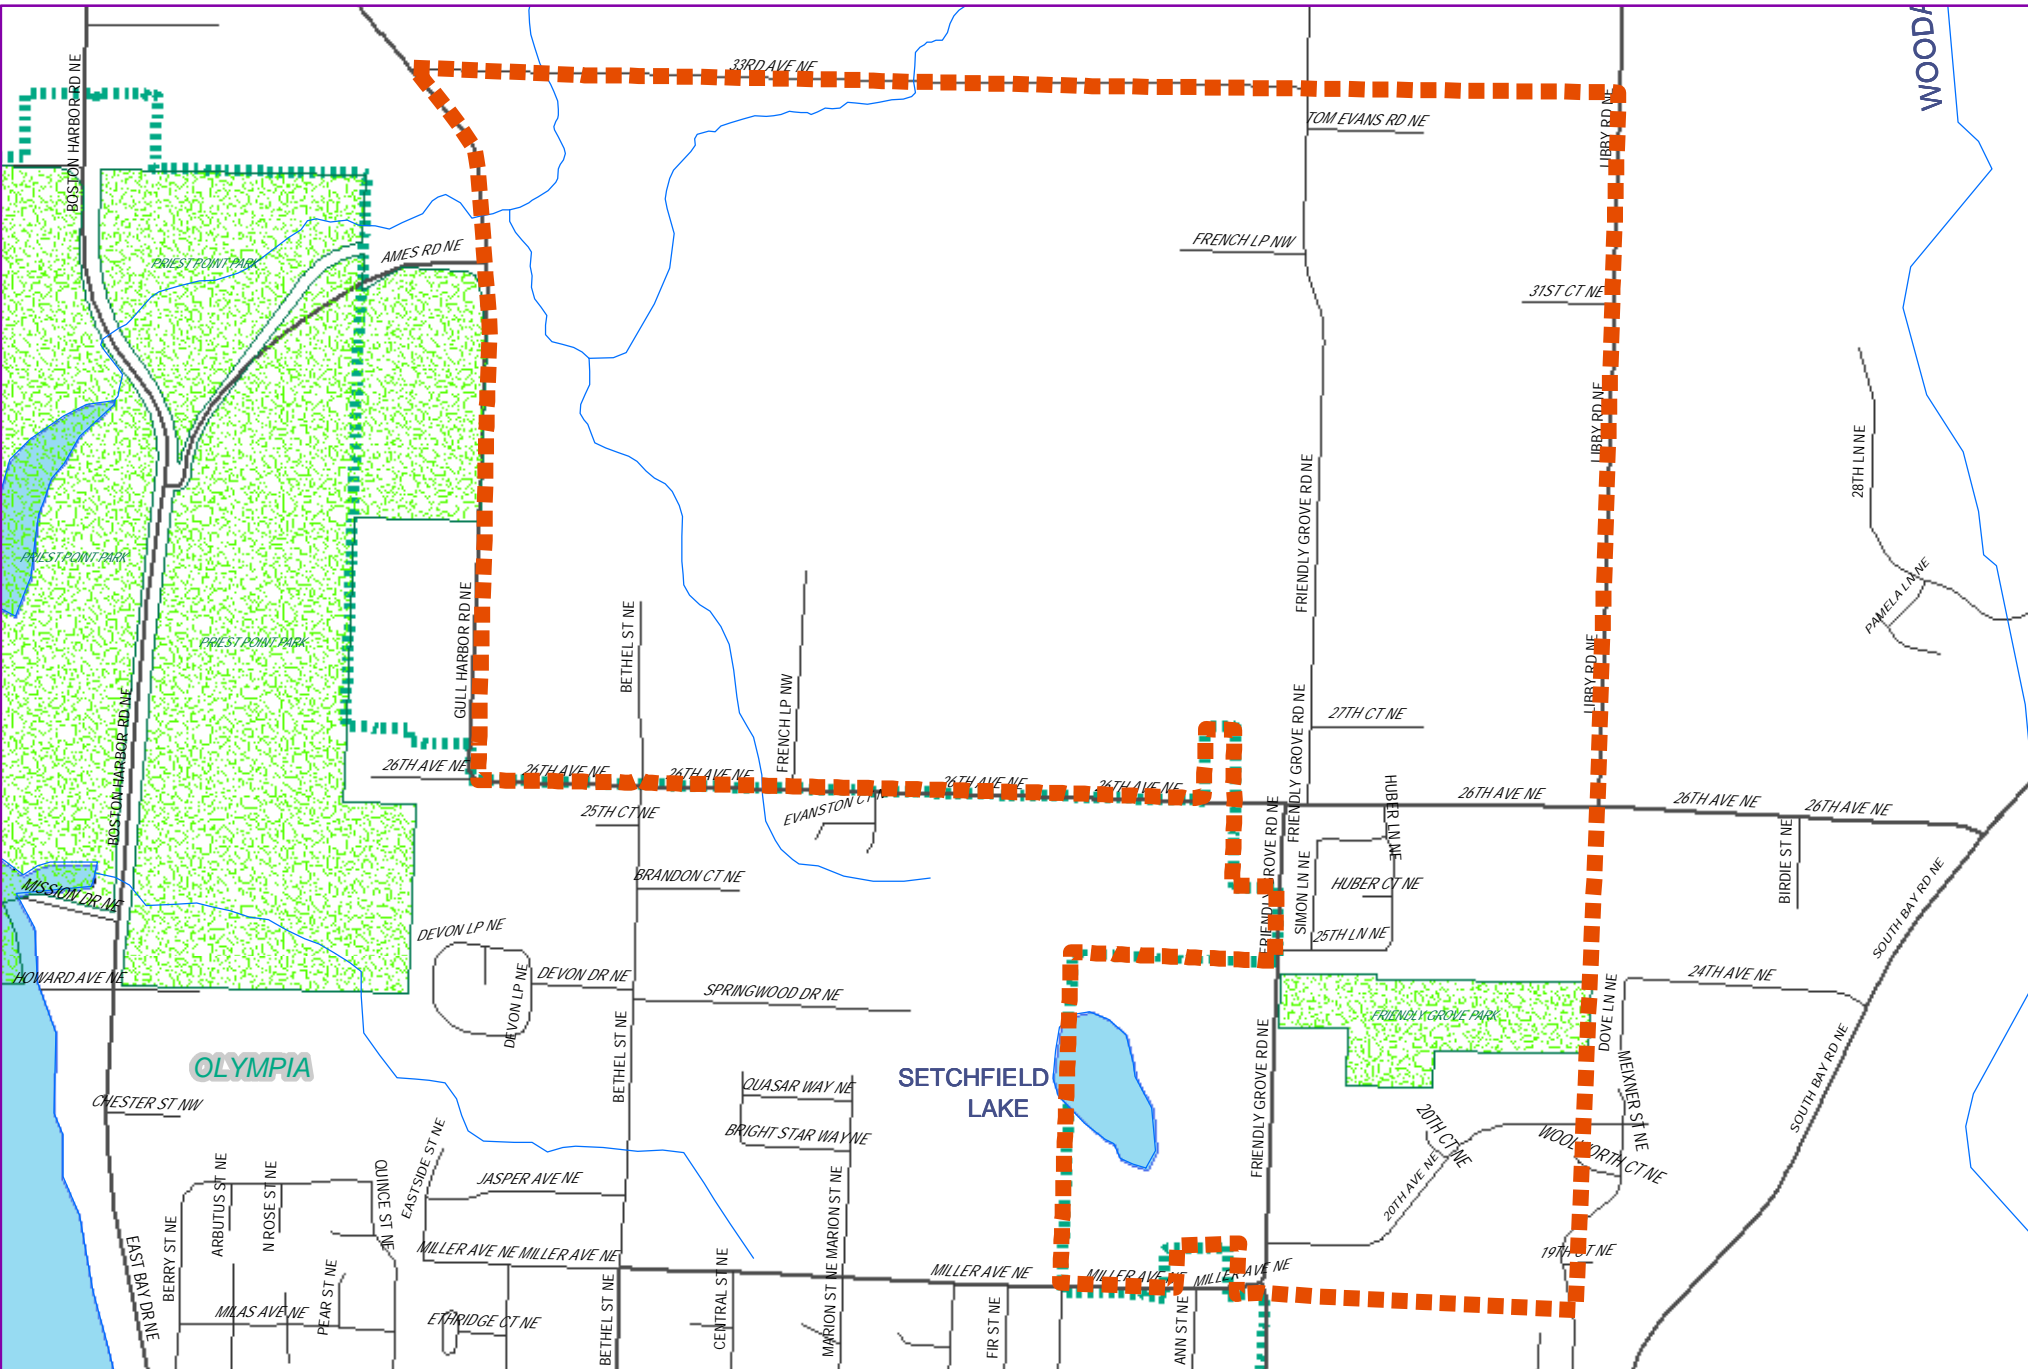 WOODA
33RD AVE NE
BOSTON HARBOR RD NE
TOM EVANS RD NE
LIBBY RD NE
AMES RD NE
FRENCH LP NW
PRIEST POINT PARK
31ST CT NE
LIBBY RD NE
28TH LN NE
FRIENDLY GROVE RD NE
PRIEST POINT PARK
PAMELA LN NE
GULL HARBOR RD NE
BETHEL ST NE
PRIEST POINT PARK
LIBBY RD NE
FRENCH LP NW
FRIENDLY GROVE RD NE
27TH CT NE
BOSTON HARBOR RD NE
26TH AVE NE
26TH AVE NE
26TH AVE NE
26TH AVE NE
26TH AVE NE
26TH AVE NE
26TH AVE NE
26TH AVE NE
25TH CT NE
EVANSTON CT N
HUBER LN NE
FRIENDLY GROVE RD NE
BIRDIE ST NE
BRANDON CT NE
SIMON LN NE
HUBER CT NE
MISSION DR NE
SOUTH BAY RD NE
DEVON LP NE
25TH LN NE
HOWARD AVE NE
DEVON LP NE
DEVON DR NE
SPRINGWOOD DR NE
24TH AVE NE
DOVE LN NE
FRIENDLY GROVE PARK
OLYMPIA
BETHEL ST NE
SETCHFIELD
LAKE
FRIENDLY GROVE RD NE
MEIXNER ST NE
SOUTH BAY RD NE
QUASAR WAY NE
CHESTER ST NW
BRIGHT STAR WAY NE
20TH CT NE
WOOLWORTH CT NE
EASTSIDE ST NE
JASPER AVE NE
ARBUTUS ST NE
N ROSE ST NE
QUINCE ST NE
MARION ST NE
20TH AVE NE
BERRY ST NE
MILLER AVE NE
MILLER AVE NE
19TH CT NE
EAST BAY DR NE
PEAR ST NE
CENTRAL ST NE
MARION ST NE
MILLER AVE NE
MILLER AVE NE
MILLER AVE NE
MILAS AVE NE
ETHRIDGE CT NE
BETHEL ST NE
FIR ST NE
ANN ST NE